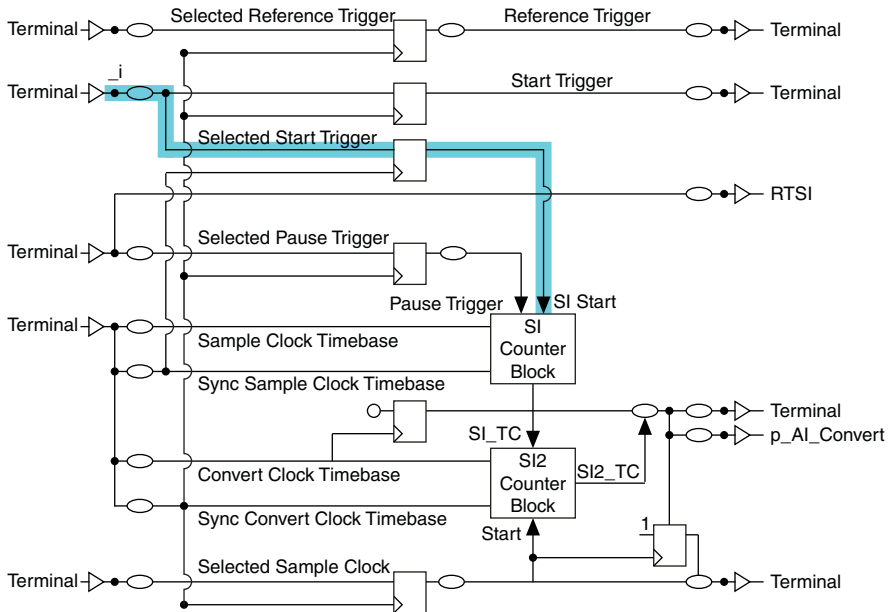 Terminal Selected Reference Trigger Reference Trigger Terminal
_i
Terminal Start Trigger Terminal
Selected Start Trigger
RTSI
Terminal Selected Pause Trigger
Pause Trigger SI Start
Terminal
Sample Clock Timebase
SI
Counter
Block
Sync Sample Clock Timebase
Terminal
SI_TC
p_AI_Convert
Convert Clock Timebase
SI2
Counter
Block
SI2_TC
Sync Convert Clock Timebase
Start
1
Terminal Selected Sample Clock Terminal